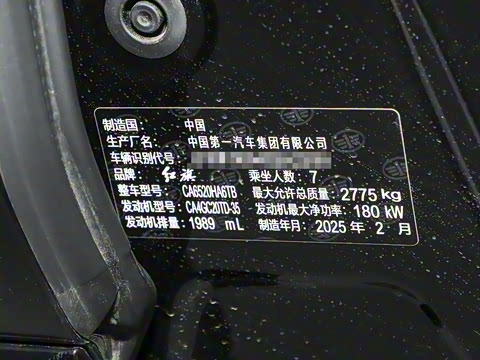 制造国: 中国
生产厂名: 中国第一汽车集团有限公司
车辆识别代号:
品牌: 红旗 乘坐人数: 7
整车型号: CA6520HA6TB 最大允许总质量: 2775 kg
发动机型号: CA4GC20TD-35 发动机最大净功率: 180 kW
发动机排量: 1989 mL 制造年月: 2025 年 2 月